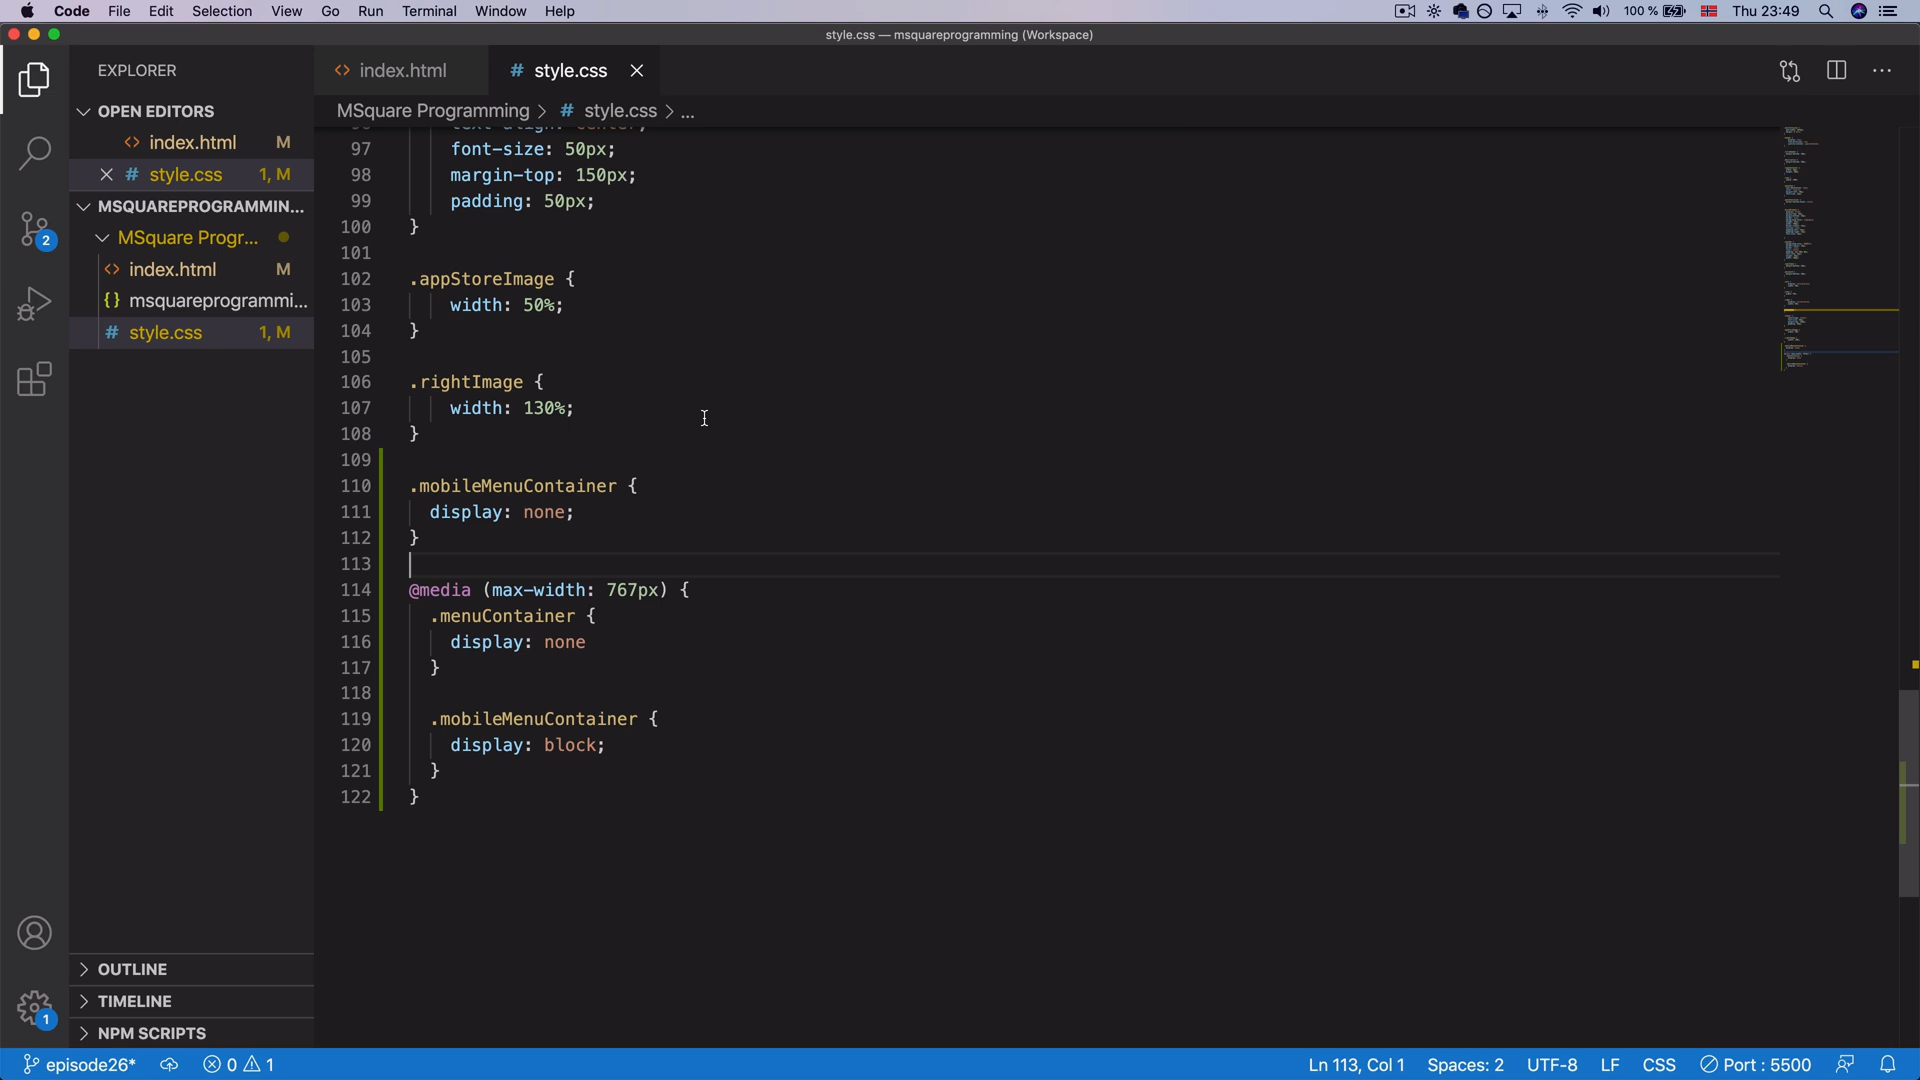 Code File Edit Selection View Go Run Terminal Window Help 100 % Thu 23:49
style.css — msquareprogramming (Workspace)
EXPLORER
OPEN EDITORS
index.html M
style.css 1, M
MSQUAREPROGRAMMIN...
MSquare Progr...
index.html M
msquareprogrammi...
style.css 1, M
2
OUTLINE
TIMELINE
NPM SCRIPTS
1
index.html style.css
MSquare Programming > # style.css > ...
text-align: center;
97 font-size: 50px;
98 margin-top: 150px;
99 padding: 50px;
100 }
101
102 .appStoreImage {
103 width: 50%;
104 }
105
106 .rightImage {
107 width: 130%;
108 }
109
110 .mobileMenuContainer {
111 display: none;
112 }
113
114 @media (max-width: 767px) {
115 .menuContainer {
116 display: none
117 }
118
119 .mobileMenuContainer {
120 display: block;
121 }
122 }
episode26* 0 1 Ln 113, Col 1 Spaces: 2 UTF-8 LF CSS Port : 5500